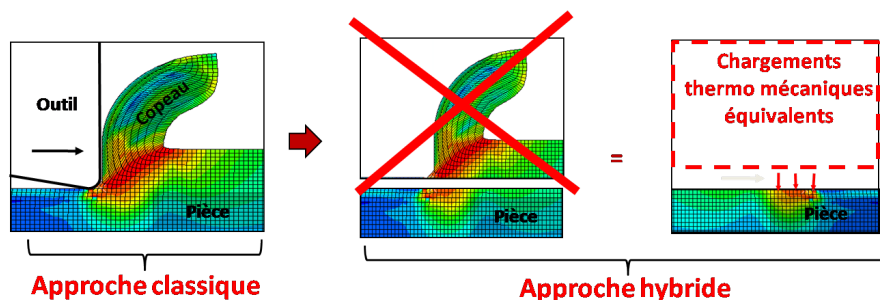 Outil
Copeau
Pièce
Approche classique
Pièce
=
Chargements
thermo mécaniques
équivalents
Pièce
Approche hybride